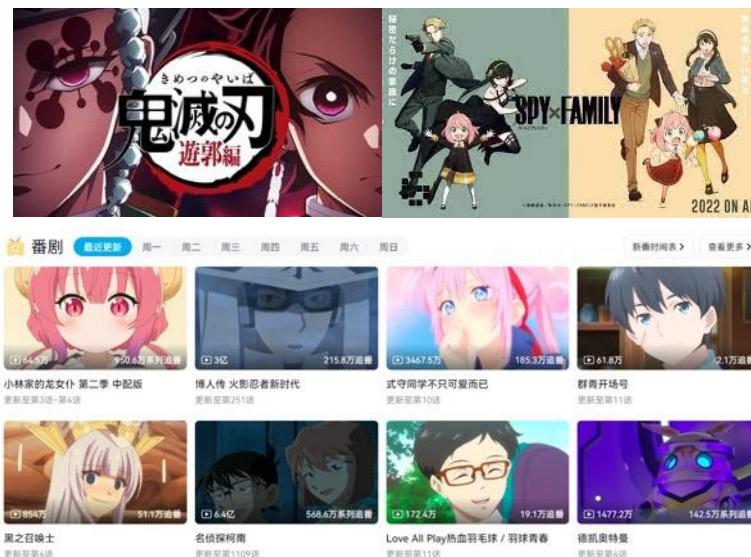 きめつのやいば
鬼滅の刃
遊郭編
秘密だらけの家族に
SPY×FAMILY
2022 ON A
番剧
最近更新
周一
周二
周三
周四
周五
周六
周日
新番时间表
查看更多
64.5万
950.6万系列追番
3亿
215.8万追番
3467.5万
185.3万追番
61.8万
2.1万追番
小林家的龙女仆 第二季 中配版
博人传 火影忍者新时代
式守同学不只可爱而已
群青开场号
更新至第3话~第4话
更新至第251话
更新至第10话
更新至第11话
854万
51.1万追番
6.4亿
568.6万系列追番
172.4万
19.1万追番
1477.2万
142.5万系列追番
黑之召唤士
名侦探柯南
Love All Play热血羽毛球 / 羽球青春
德凯奥特曼
更新至第4话
更新至第1109话
更新至第11话
更新至第4话